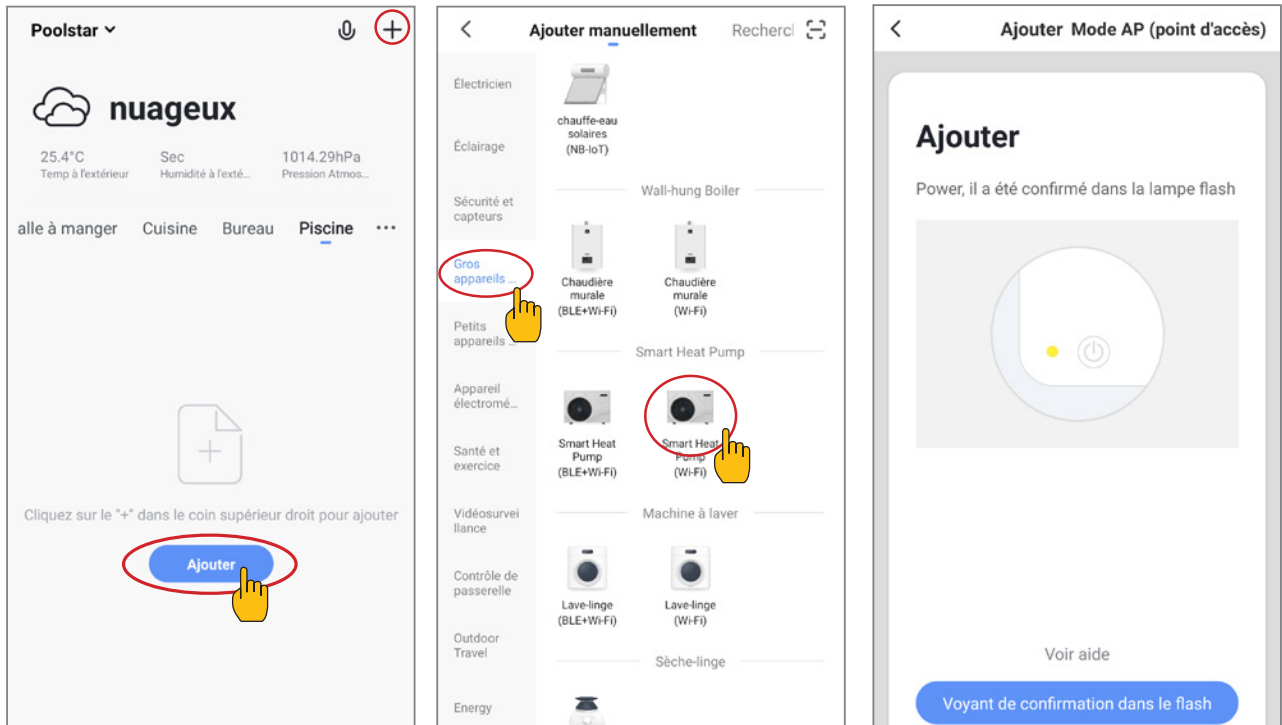 Poolstar
nuageux
25.4°C Sec 1014.29hPa
Temp à l'extérieur Humidité à l'exté... Pression Atmos...
alle à manger Cuisine Bureau Piscine ...
Cliquez sur le "+" dans le coin supérieur droit pour ajouter
Ajouter
Ajouter manuellement Rechercl
Électricien
Éclairage
Sécurité et
capteurs
Gros
appareils ...
Petits
appareils ...
Appareil
électromé...
Santé et
exercice
Vidéosurvei
llance
Contrôle de
passerelle
Outdoor
Travel
Energy
chauffe-eau
solaires
(NB-IoT)
Wall-hung Boiler
Chaudière
murale
(BLE+Wi-Fi)
Chaudière
murale
(Wi-Fi)
Smart Heat Pump
Smart Heat
Pump
(BLE+Wi-Fi)
Smart Heat
Pump
(Wi-Fi)
Machine à laver
Lave-linge
(BLE+Wi-Fi)
Lave-linge
(Wi-Fi)
Sèche-linge
Ajouter Mode AP (point d'accès)
Ajouter
Power, il a été confirmé dans la lampe flash
Voir aide
Voyant de confirmation dans le flash